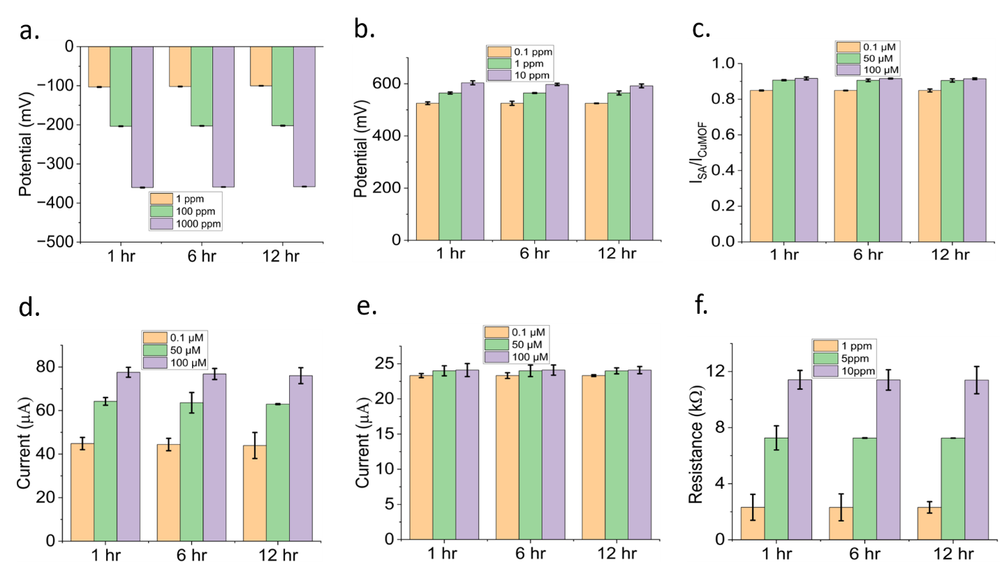 a.
0
−100
−200
−300
−400
−500
Potential (mV)
1 ppm
100 ppm
1000 ppm
1 hr
6 hr
12 hr
b.
600
400
200
0
Potential (mV)
0.1 ppm
1 ppm
10 ppm
1 hr
6 hr
12 hr
c.
1.0
0.8
0.6
0.4
0.2
0.0
I_SA/I_CuMOF
0.1 µM
50 µM
100 µM
1 hr
6 hr
12 hr
d.
80
60
40
20
0
Current (µA)
0.1 µM
50 µM
100 µM
1 hr
6 hr
12 hr
e.
25
20
15
10
5
0
Current (µA)
0.1 µM
50 µM
100 µM
1 hr
6 hr
12 hr
f.
12
8
4
0
Resistance (kΩ)
1 ppm
5ppm
10ppm
1 hr
6 hr
12 hr